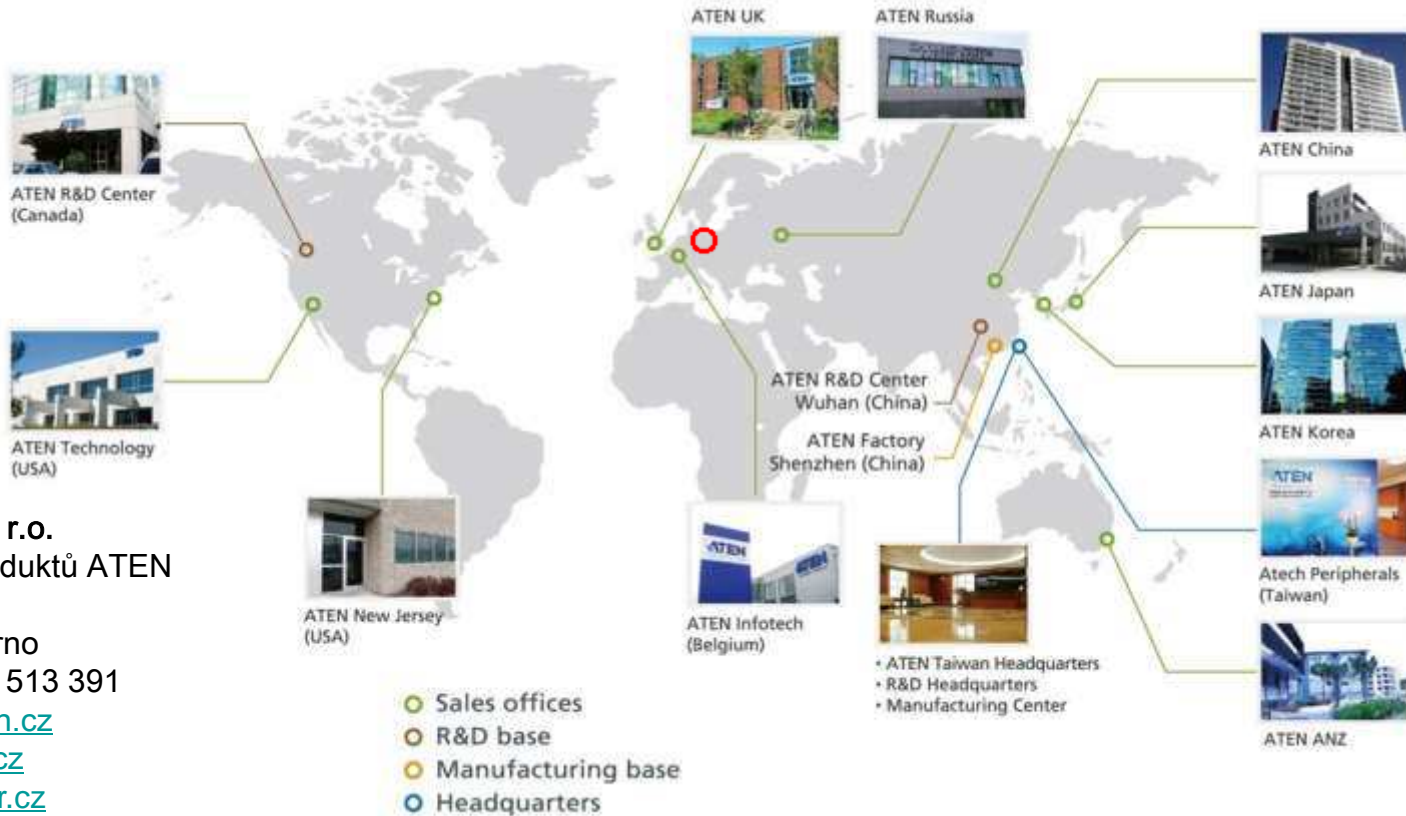 ATEN UK
ATEN Russia
ATEN China
ATEN R&D Center
(Canada)
ATEN Japan
ATEN R&D Center
Wuhan (China)
ATEN Factory
Shenzhen (China)
ATEN Korea
ATEN Technology
(USA)
ATEN
ATEN
ATEN
Atech Peripherals
(Taiwan)
r.o.
duktů ATEN
rno
513 391
n.cz
cz
r.cz
ATEN New Jersey
(USA)
ATEN Infotech
(Belgium)
• ATEN Taiwan Headquarters
• R&D Headquarters
• Manufacturing Center
ATEN ANZ
Sales offices
R&D base
Manufacturing base
Headquarters